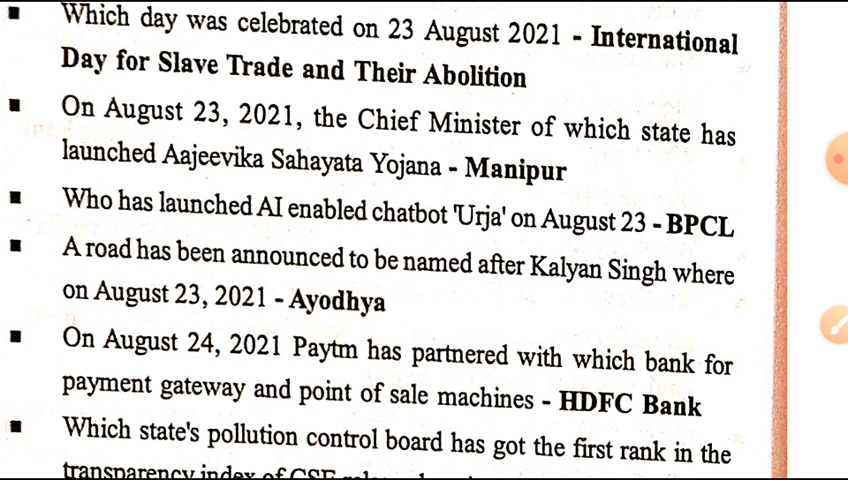 Which day was celebrated on 23 August 2021 - International
Day for Slave Trade and Their Abolition
On August 23, 2021, the Chief Minister of which state has
launched Aajeevika Sahayata Yojana - Manipur
Who has launched AI enabled chatbot 'Urja' on August 23 - BPCL
A road has been announced to be named after Kalyan Singh where
on August 23, 2021 - Ayodhya
On August 24, 2021 Paytm has partnered with which bank for
payment gateway and point of sale machines - HDFC Bank
Which state's pollution control board has got the first rank in the
transparency index of CSE